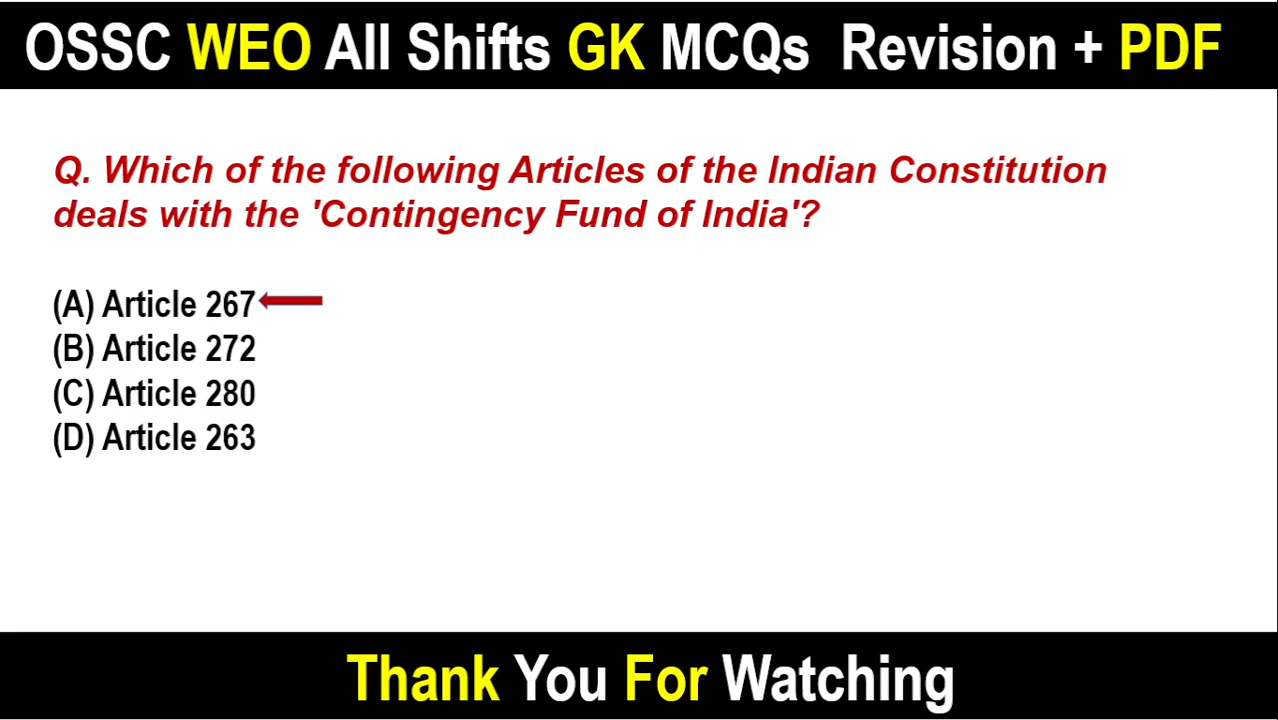 OSSC WEO All Shifts GK MCQs Revision + PDF
Q. Which of the following Articles of the Indian Constitution
deals with the 'Contingency Fund of India'?
(A) Article 267
(B) Article 272
(C) Article 280
(D) Article 263
Thank You For Watching